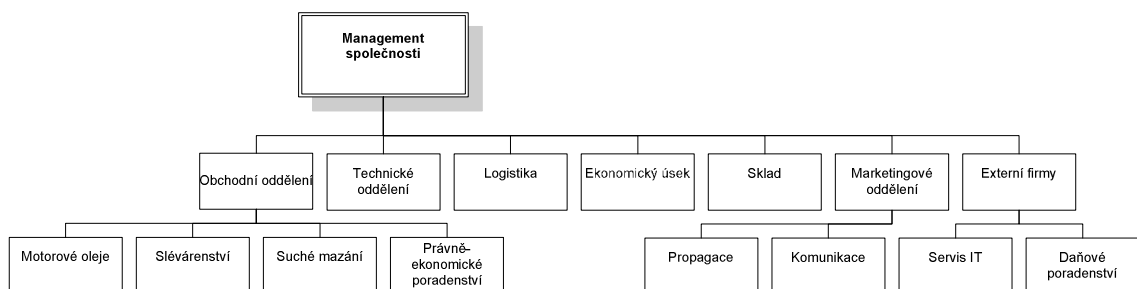 Management
společnosti
Obchodní oddělení
Technické
oddělení
Logistika
Ekonomický úsek
Sklad
Marketingové
oddělení
Externí firmy
Motorové oleje
Slévárenství
Suché mazání
Právně-
ekonomické
poradenství
Propagace
Komunikace
Servis IT
Daňové
poradenství